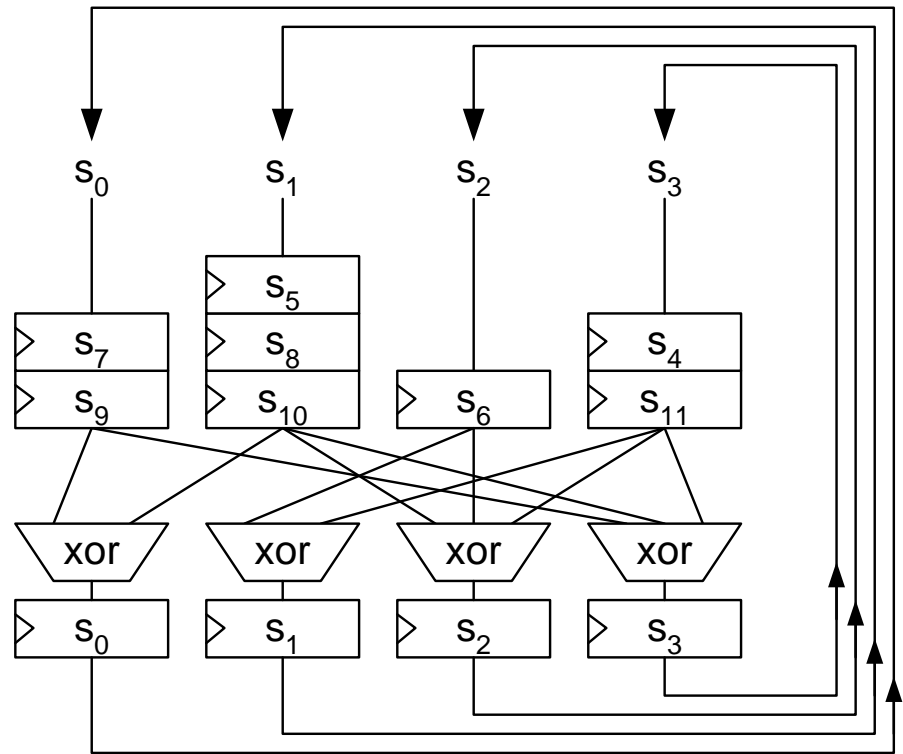 s₀ s₁ s₂ s₃
s₅
s₇ s₈ s₄
s₉ s₁₀ s₆ s₁₁
xor xor xor xor
s₀ s₁ s₂ s₃